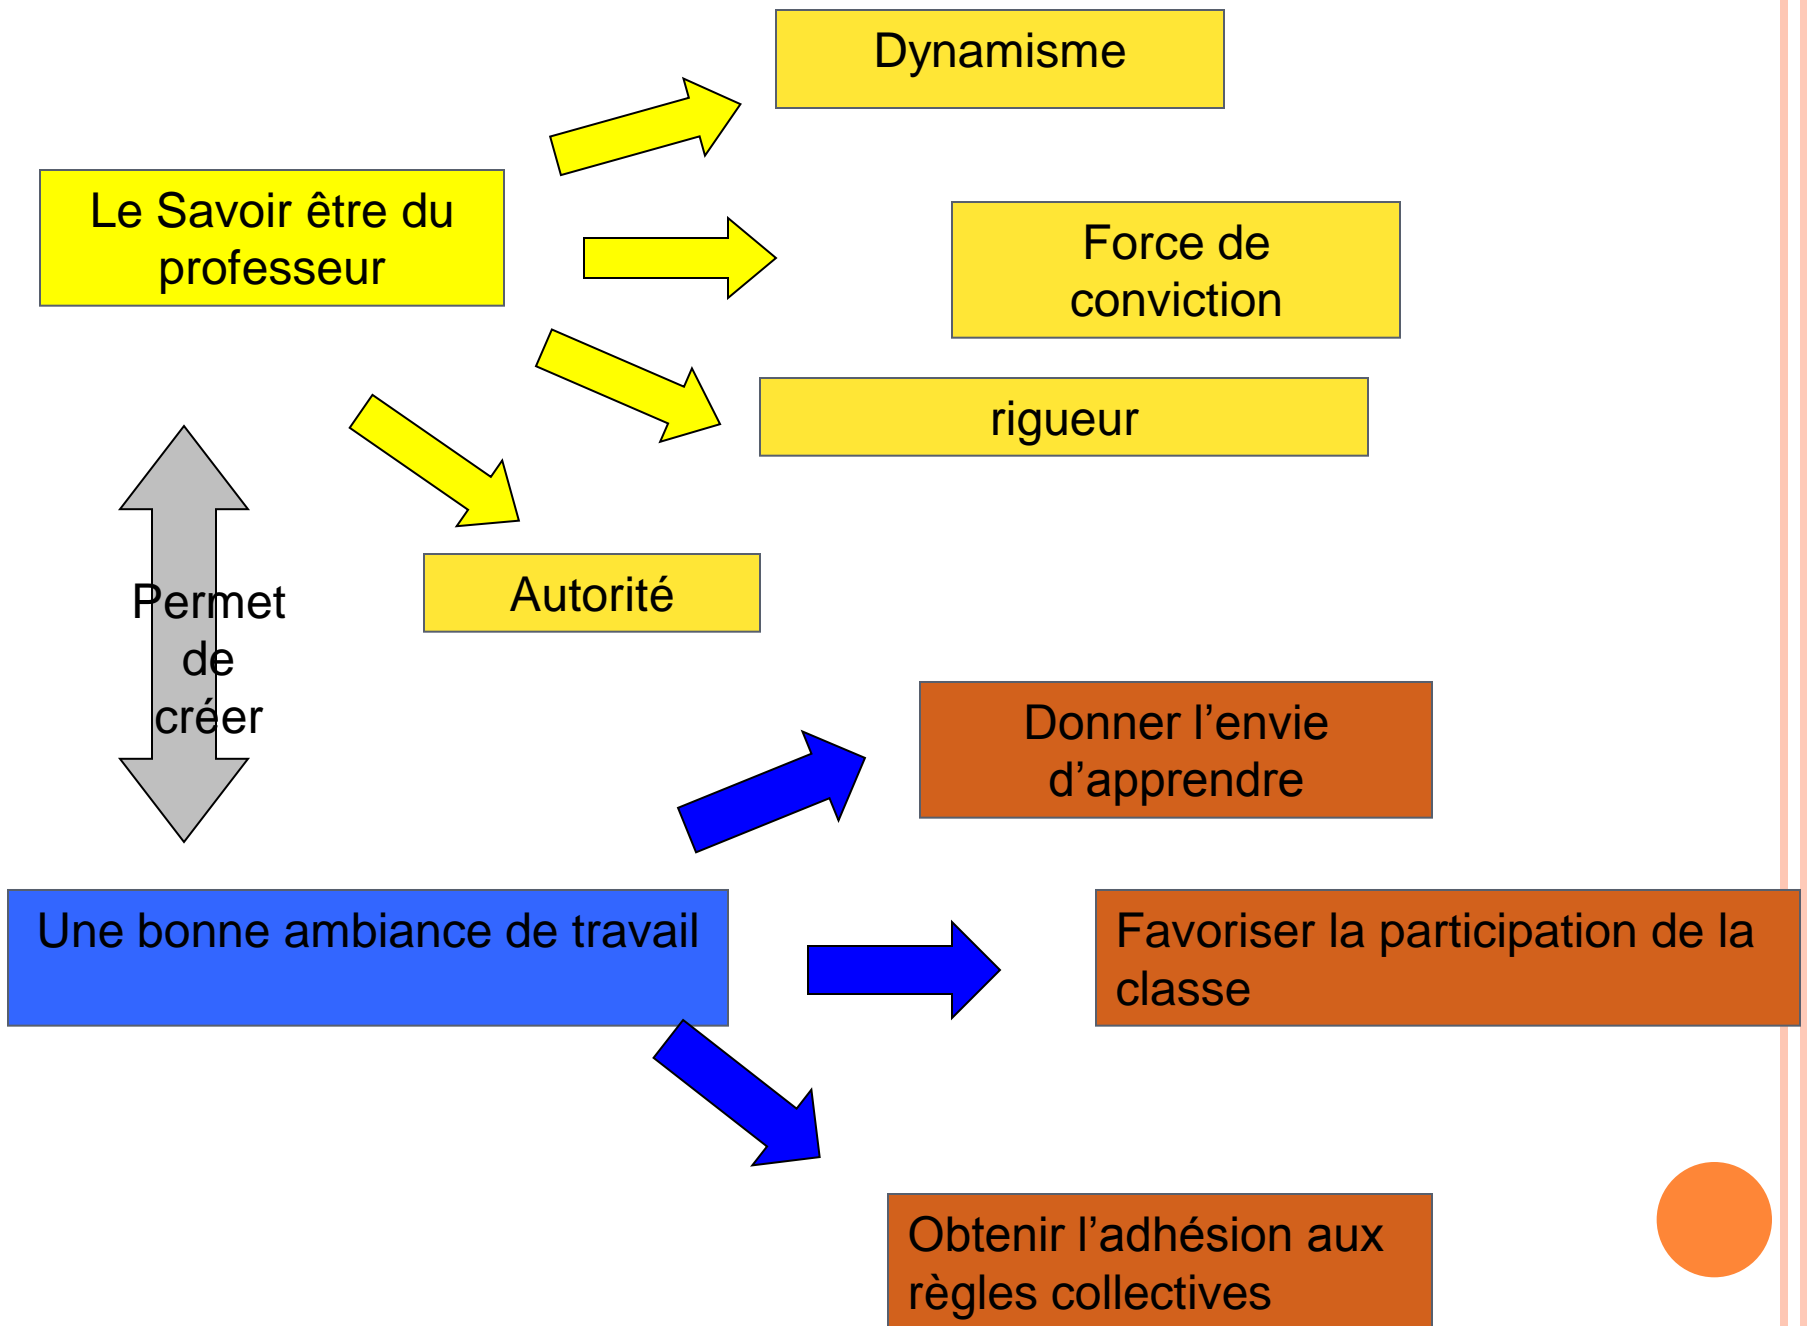 Dynamisme
Le Savoir être du
professeur
Force de
conviction
rigueur
Autorité
Permet
de
créer
Donner l’envie
d’apprendre
Une bonne ambiance de travail
Favoriser la participation de la
classe
Obtenir l’adhésion aux
règles collectives